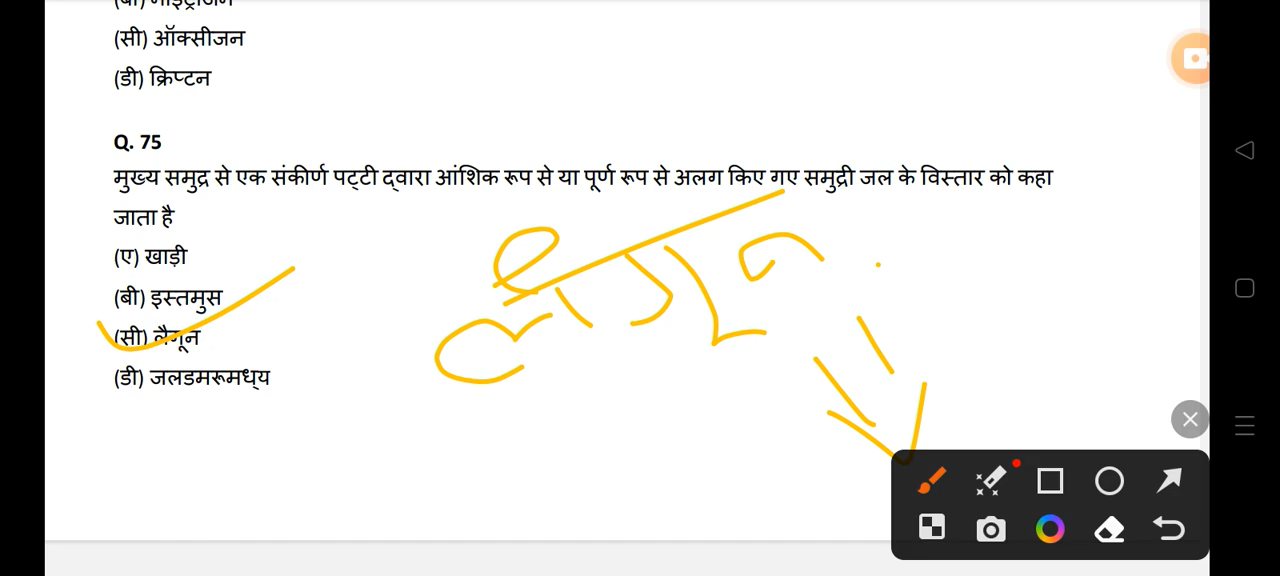 (सी) ऑक्सीजन
(डी) क्रिप्टन
Q. 75
मुख्य समुद्र से एक संकीर्ण पट्टी द्वारा आंशिक रूप से या पूर्ण रूप से अलग किए गए समुद्री जल के विस्तार को कहा
जाता है
(ए) खाड़ी
(बी) इस्तमुस
(सी) लैगून
(डी) जलडमरूमध्य